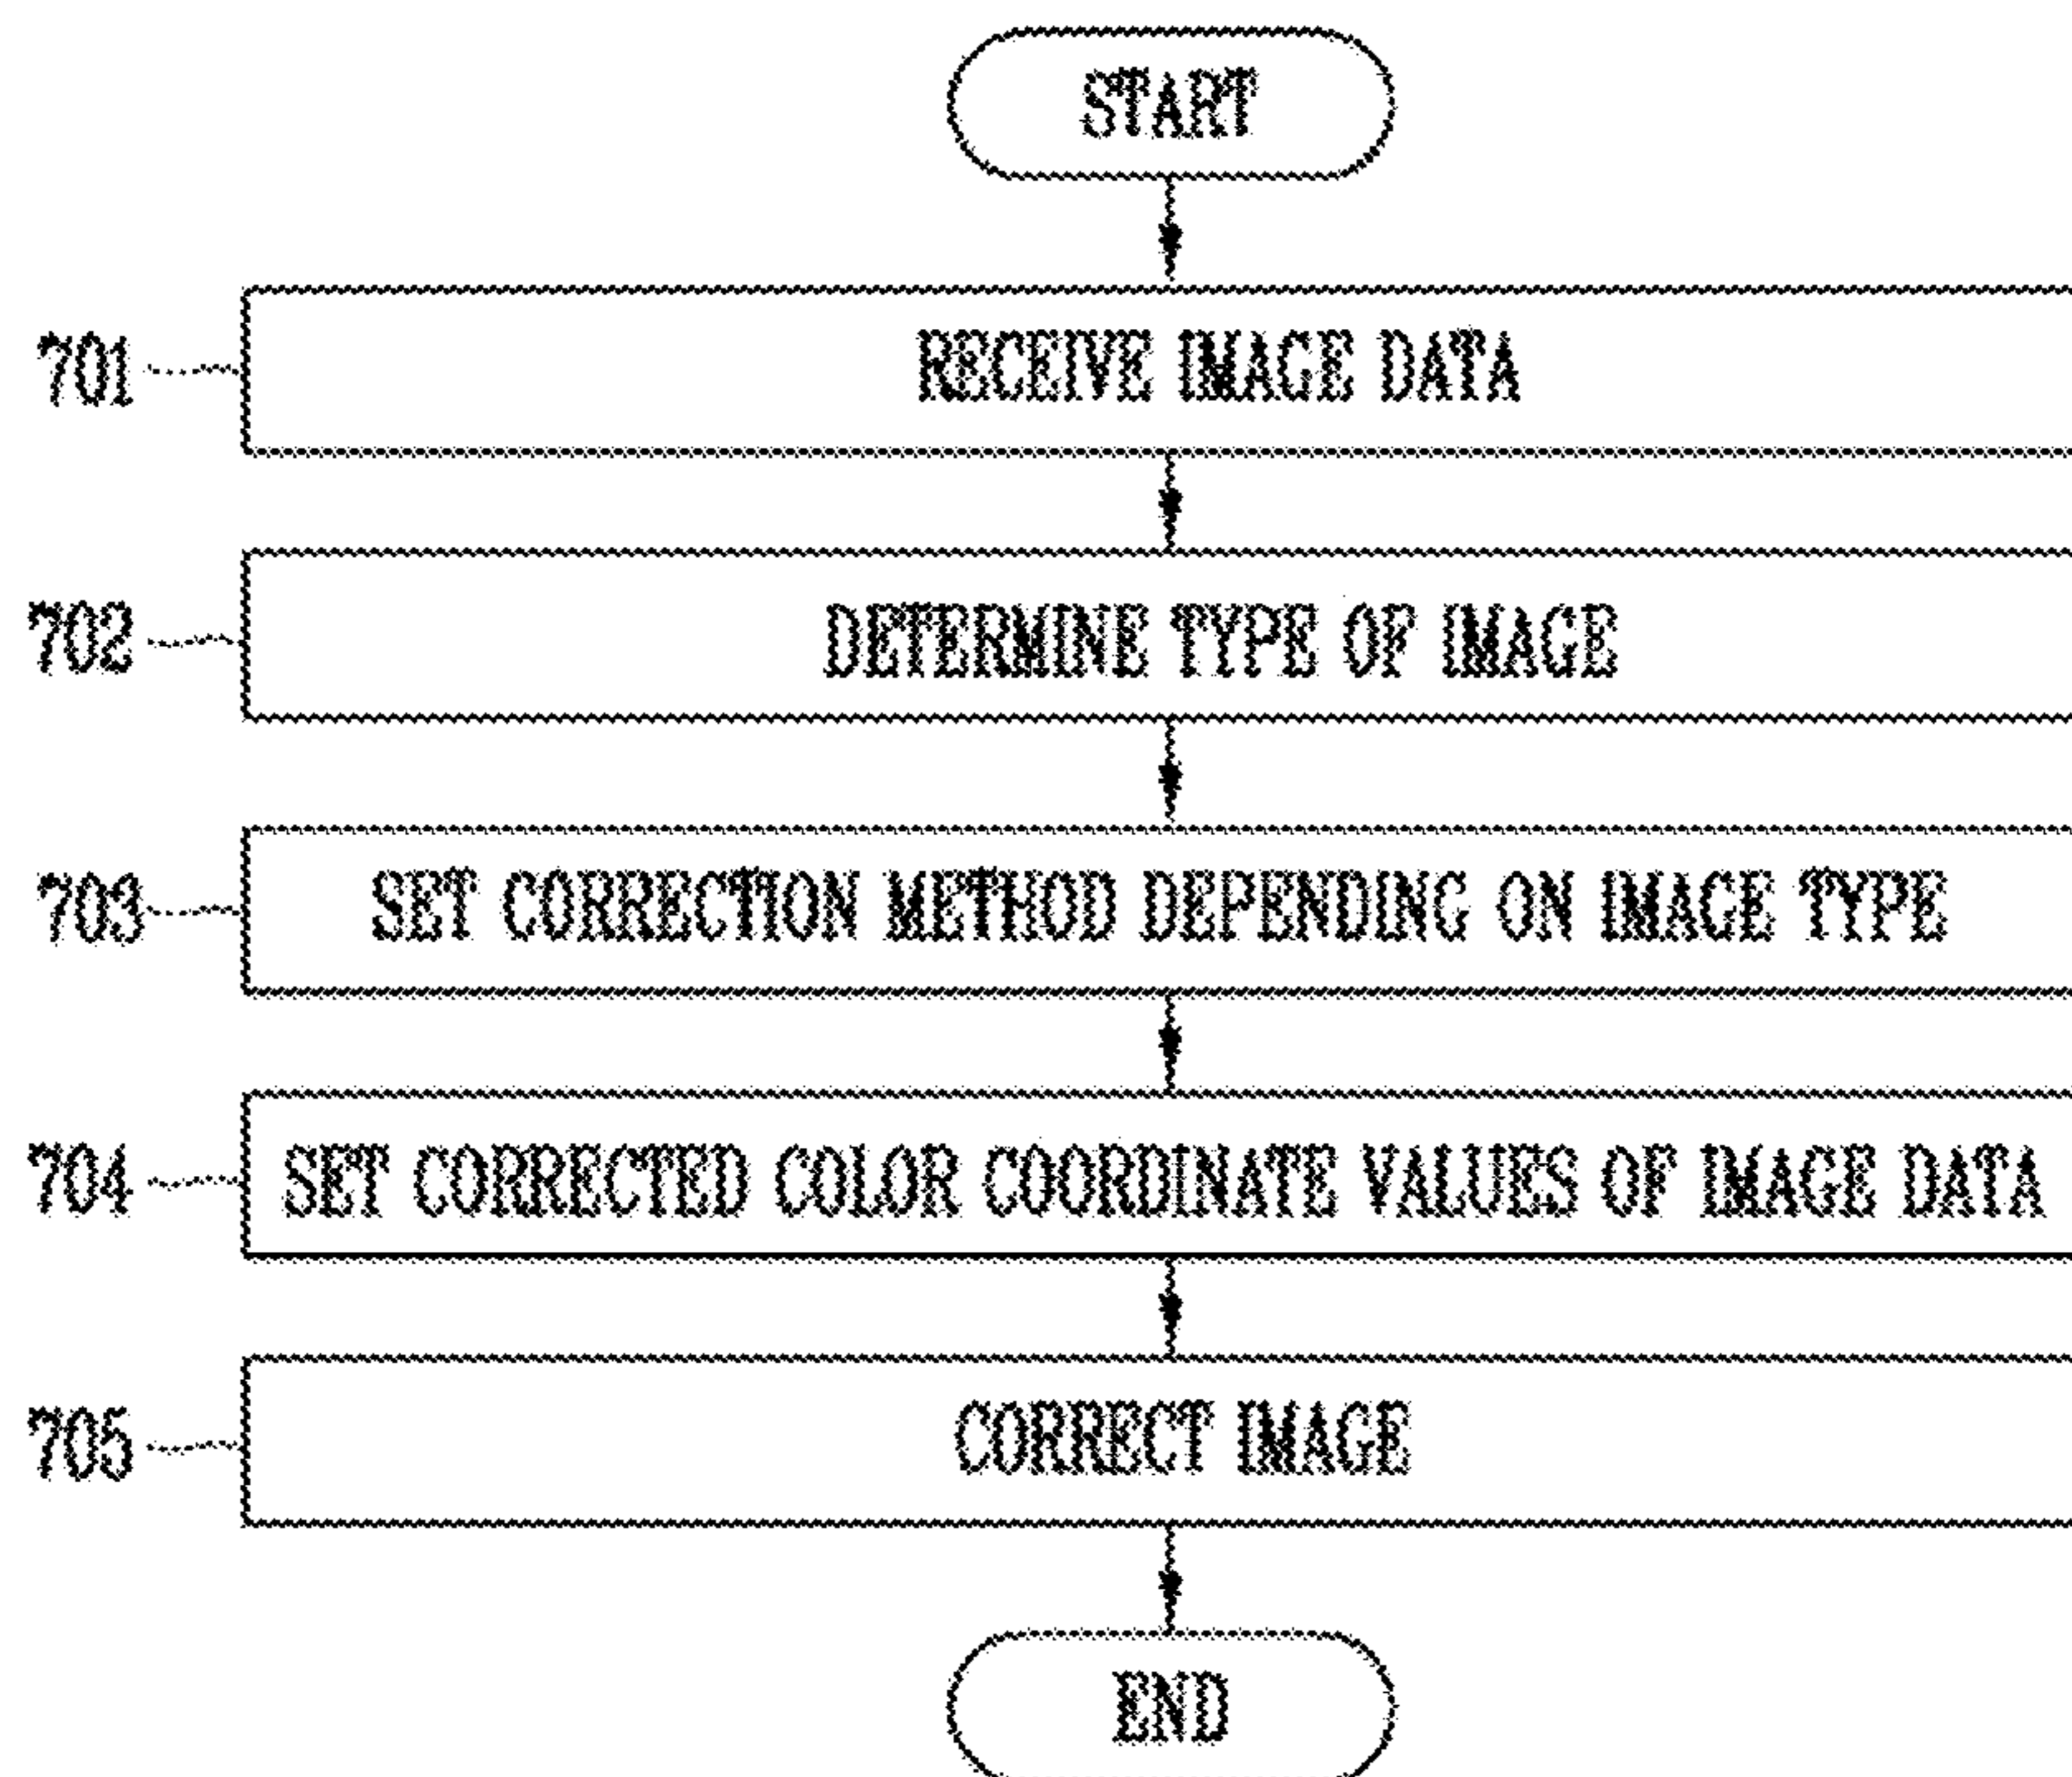 START
701 RECEIVE IMAGE DATA
702 DETERMINE TYPE OF IMAGE
703 SET CORRECTION METHOD DEPENDING ON IMAGE TYPE
704 SET CORRECTED COLOR COORDINATE VALUES OF IMAGE DATA
705 CORRECT IMAGE
END